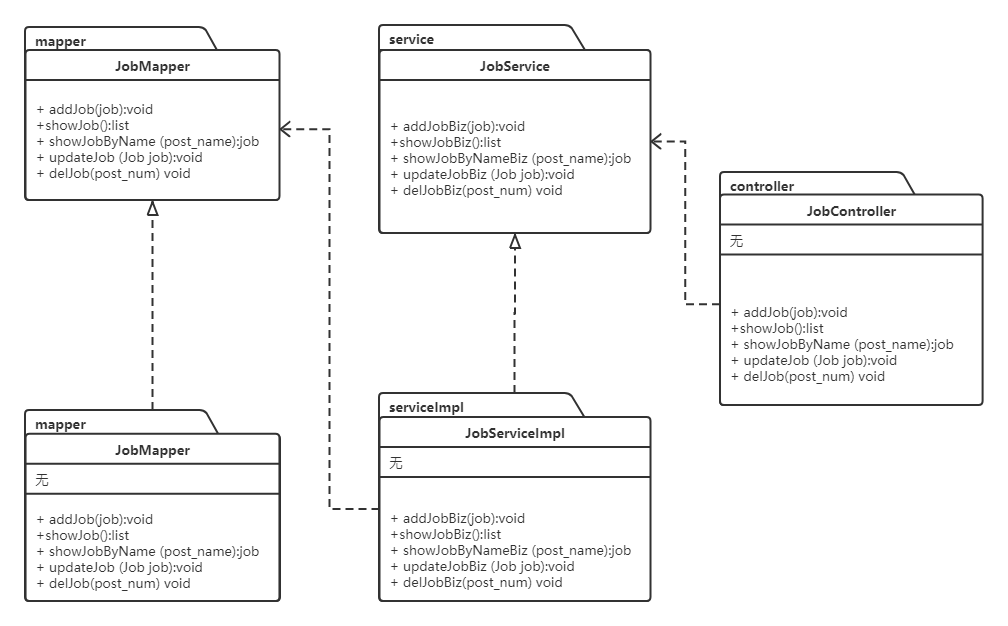 mapper
JobMapper
+ addJob(job):void
+showJob():list
+ showJobByName (post_name):job
+ updateJob (Job job):void
+ delJob(post_num) void
service
JobService
+ addJobBiz(job):void
+showJobBiz():list
+ showJobByNameBiz (post_name):job
+ updateJobBiz (Job job):void
+ delJobBiz(post_num) void
controller
JobController
无
+ addJob(job):void
+showJob():list
+ showJobByName (post_name):job
+ updateJob (Job job):void
+ delJob(post_num) void
mapper
JobMapper
无
+ addJob(job):void
+showJob():list
+ showJobByName (post_name):job
+ updateJob (Job job):void
+ delJob(post_num) void
serviceImpl
JobServiceImpl
无
+ addJobBiz(job):void
+showJobBiz():list
+ showJobByNameBiz (post_name):job
+ updateJobBiz (Job job):void
+ delJobBiz(post_num) void